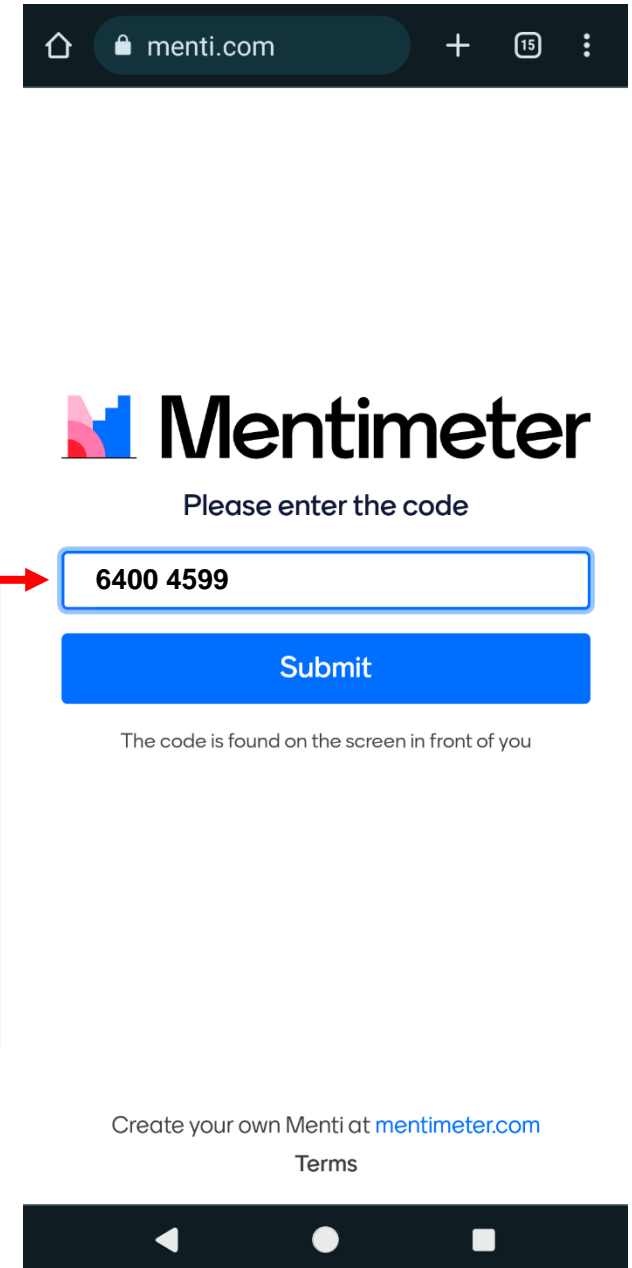 menti.com
15
Mentimeter
Please enter the code
6400 4599
Submit
The code is found on the screen in front of you
Create your own Menti at mentimeter.com
Terms